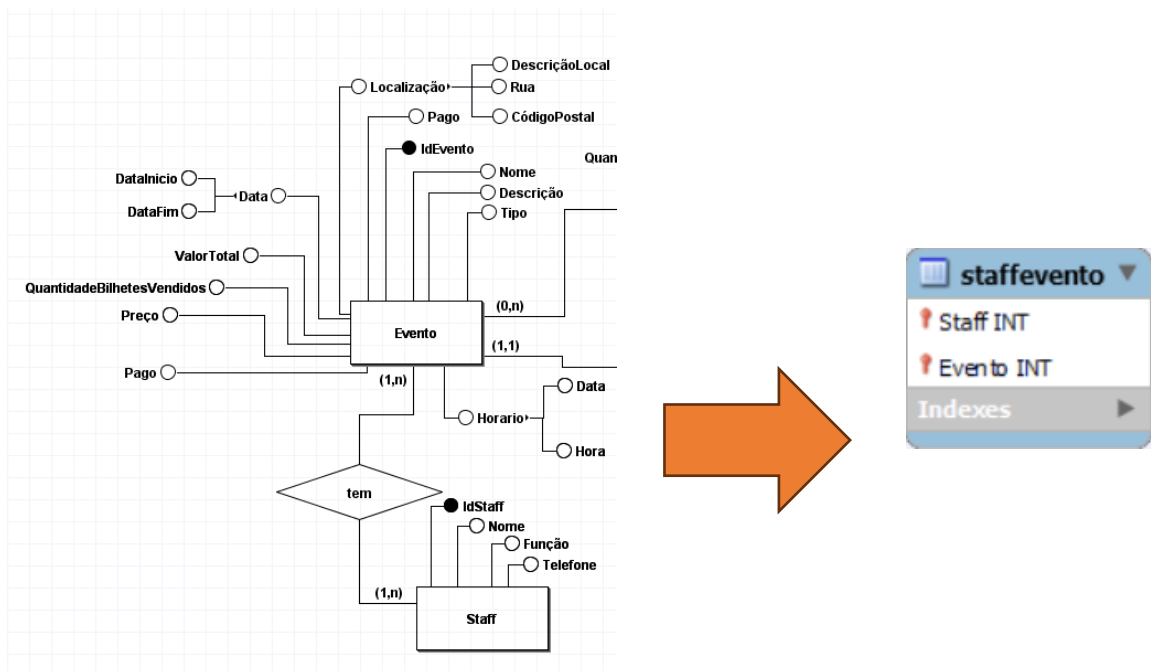 DescriçãoLocal
Localização
Rua
Pago
CódigoPostal
IdEvento
Quan
Nome
DataInicio
Descrição
Data
DataFim
Tipo
ValorTotal
QuantidadeBilhetesVendidos
(0,n)
Preço
Evento
(1,1)
Pago
(1,n)
Data
Horario
Hora
tem
IdStaff
Nome
Função
Telefone
(1,n)
Staff
staffevento
Staff INT
Evento INT
Indexes